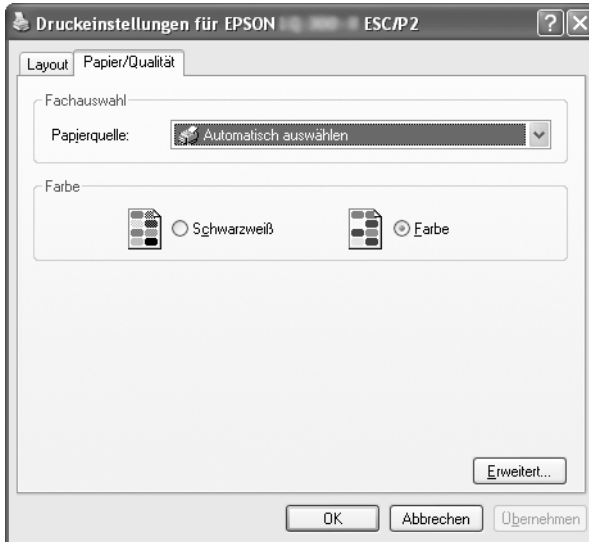 Druckeinstellungen für EPSON ESC/P2
Layout
Papier/Qualität
Fachauswahl
Papierquelle:
Automatisch auswählen
Farbe
Schwarzweiß
Farbe
Erweitert...
OK
Abbrechen
Übernehmen